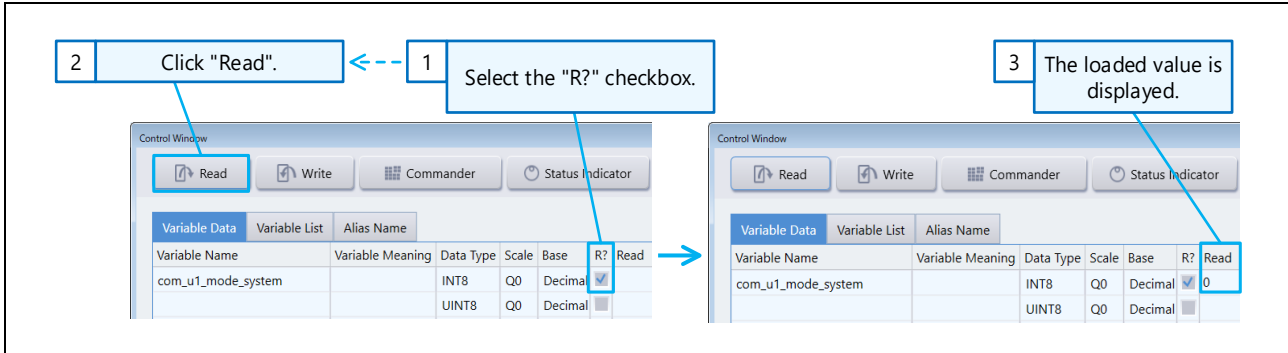 2 Click "Read".
1 Select the "R?" checkbox.
3 The loaded value is
displayed.
Control Window
Read Write Commander Status Indicator
Variable Data Variable List Alias Name
Variable Name Variable Meaning Data Type Scale Base R? Read
com_u1_mode_system INT8 Q0 Decimal
UINT8 Q0 Decimal
Control Window
Read Write Commander Status Indicator
Variable Data Variable List Alias Name
Variable Name Variable Meaning Data Type Scale Base R? Read
com_u1_mode_system INT8 Q0 Decimal 0
UINT8 Q0 Decimal